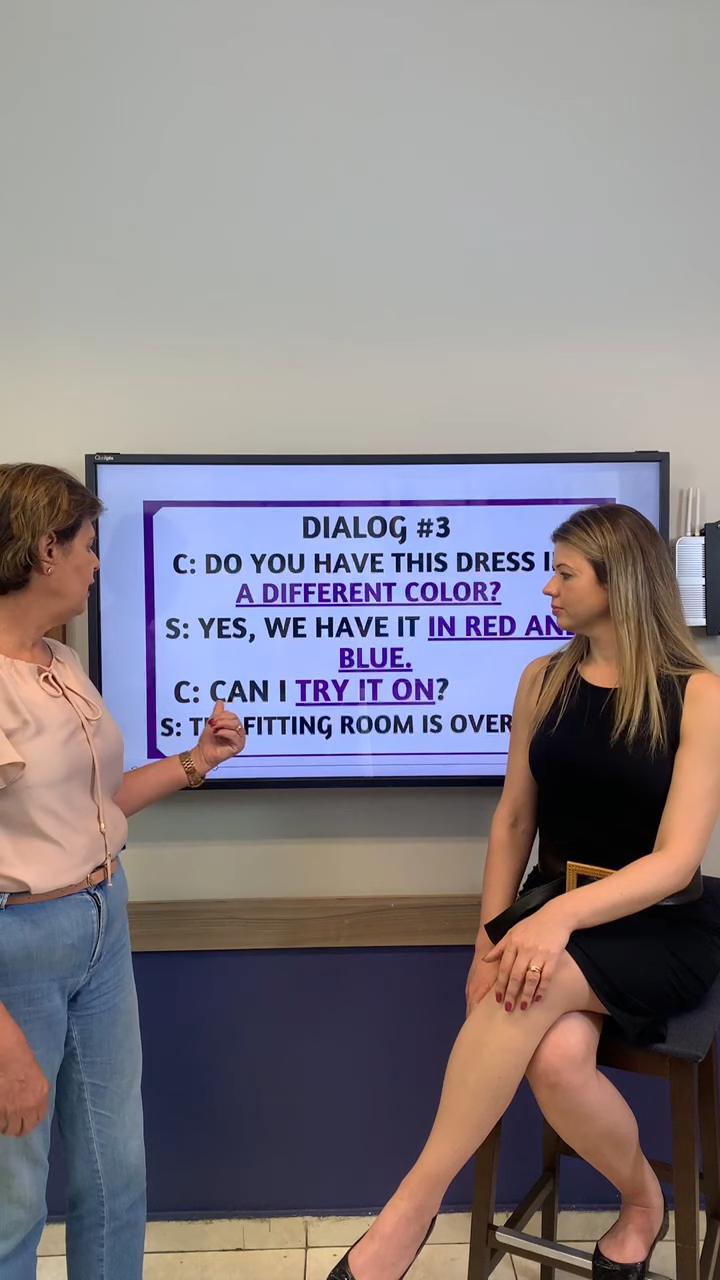 DIALOG #3
C: DO YOU HAVE THIS DRESS
A DIFFERENT COLOR?
S: YES, WE HAVE IT IN RED
BLUE.
C: CAN I TRY IT ON?
S: FITTING ROOM IS OVER